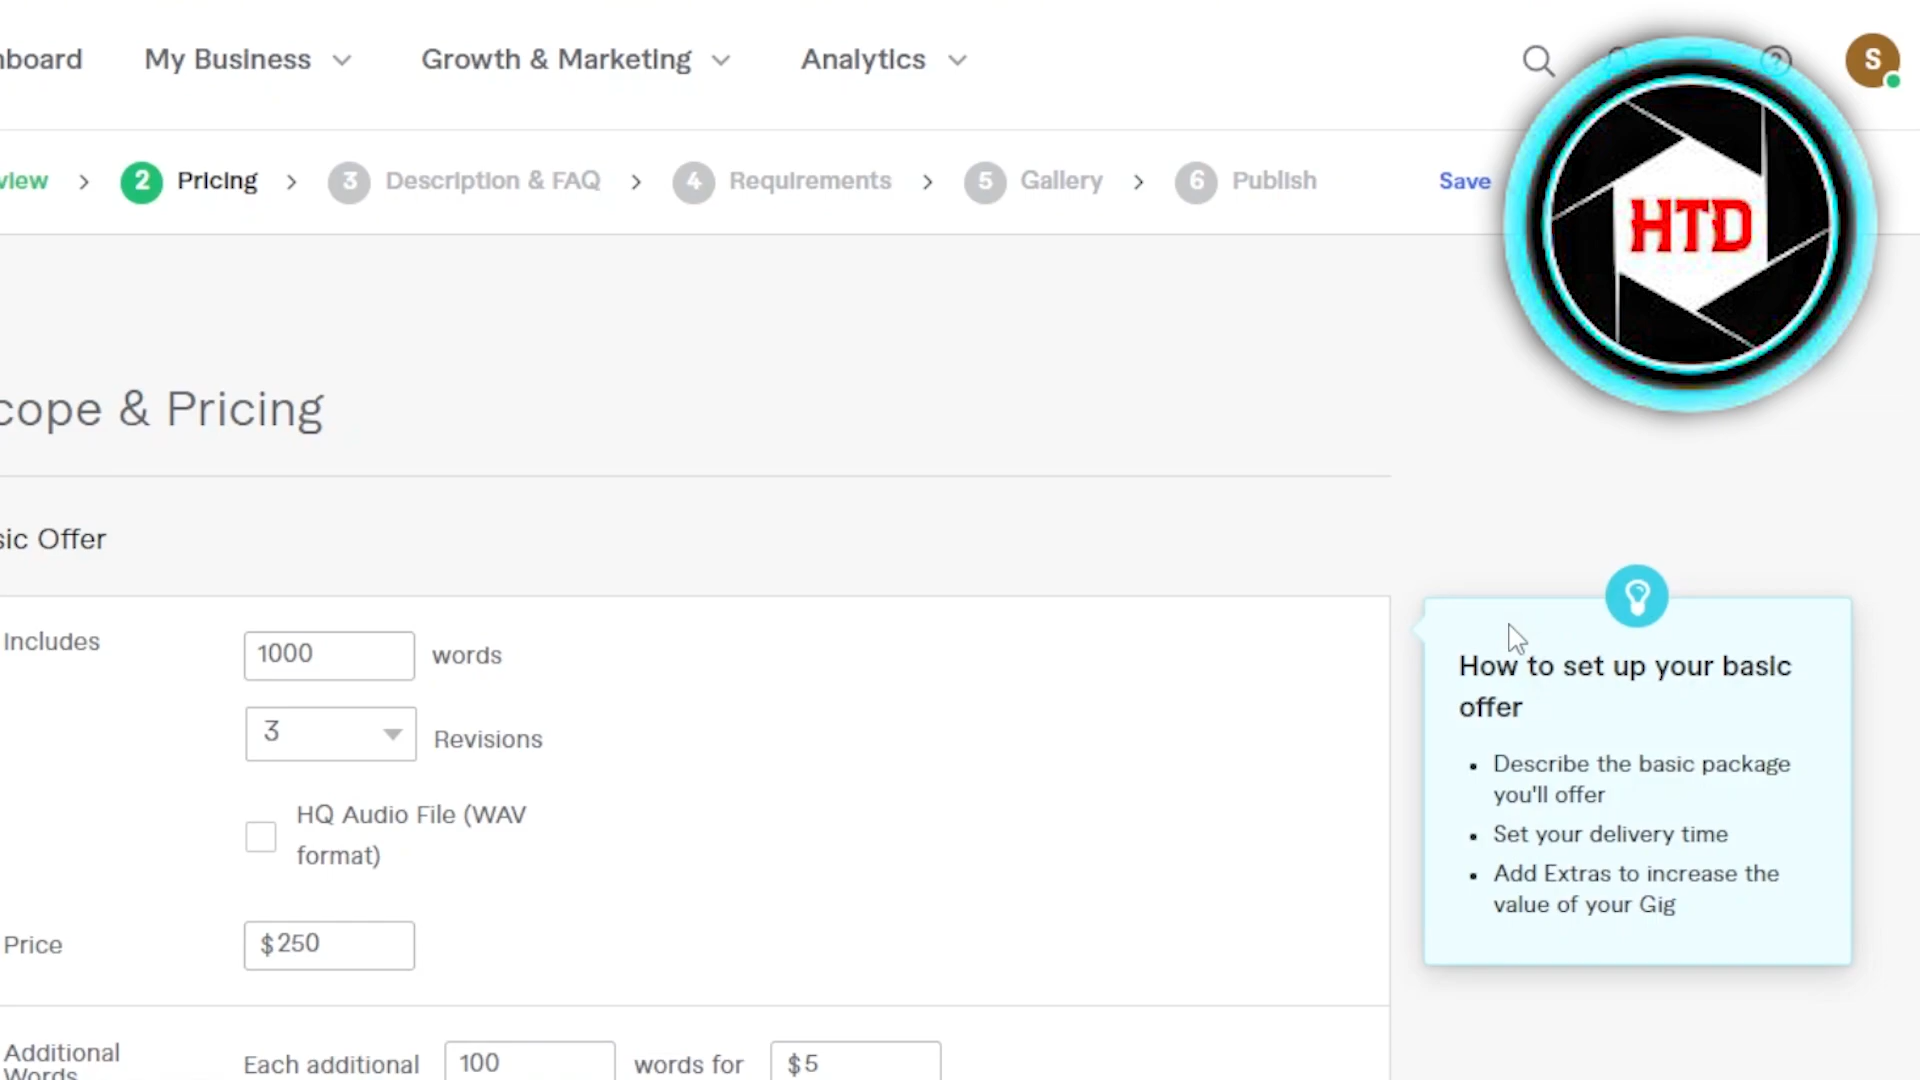 board My Business Growth & Marketing Analytics S
view 2 Pricing 3 Description & FAQ 4 Requirements 5 Gallery 6 Publish Save
HTD
cope & Pricing
sic Offer
Includes 1000 words
3 Revisions
HQ Audio File (WAV
format)
Price $250
Additional
Words
Each additional 100 words for $5
How to set up your basic
offer
• Describe the basic package
you'll offer
• Set your delivery time
• Add Extras to increase the
value of your Gig